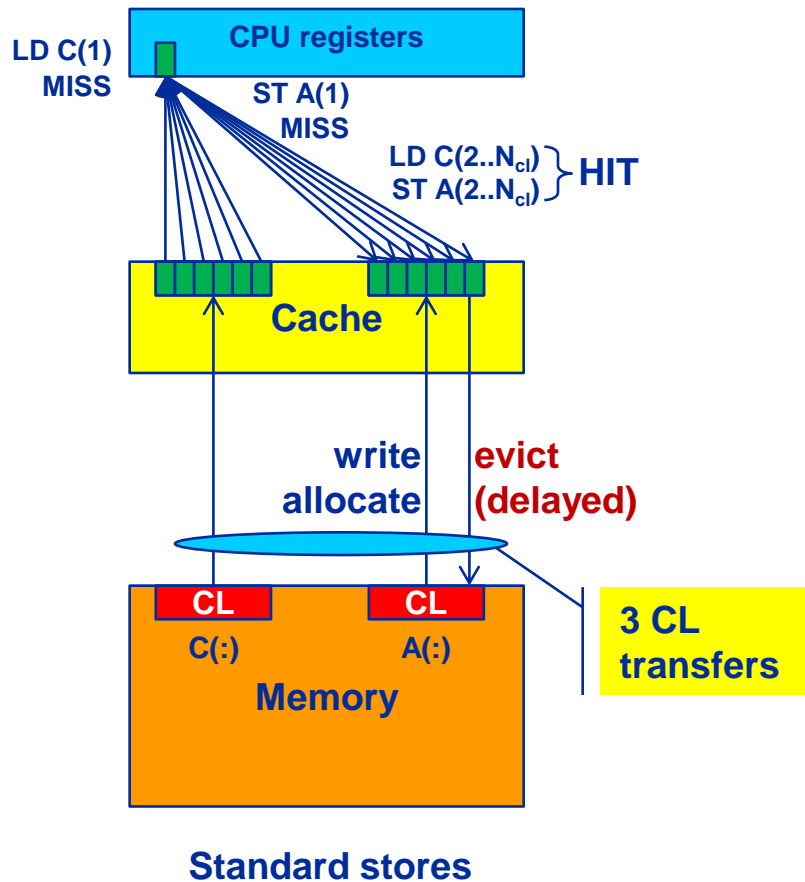 CPU registers
LD C(1)
MISS
ST A(1)
MISS
LD C(2..Ncl)
ST A(2..Ncl)
HIT
Cache
write
allocate
evict
(delayed)
CL
CL
C(:)
A(:)
3 CL
transfers
Memory
Standard stores